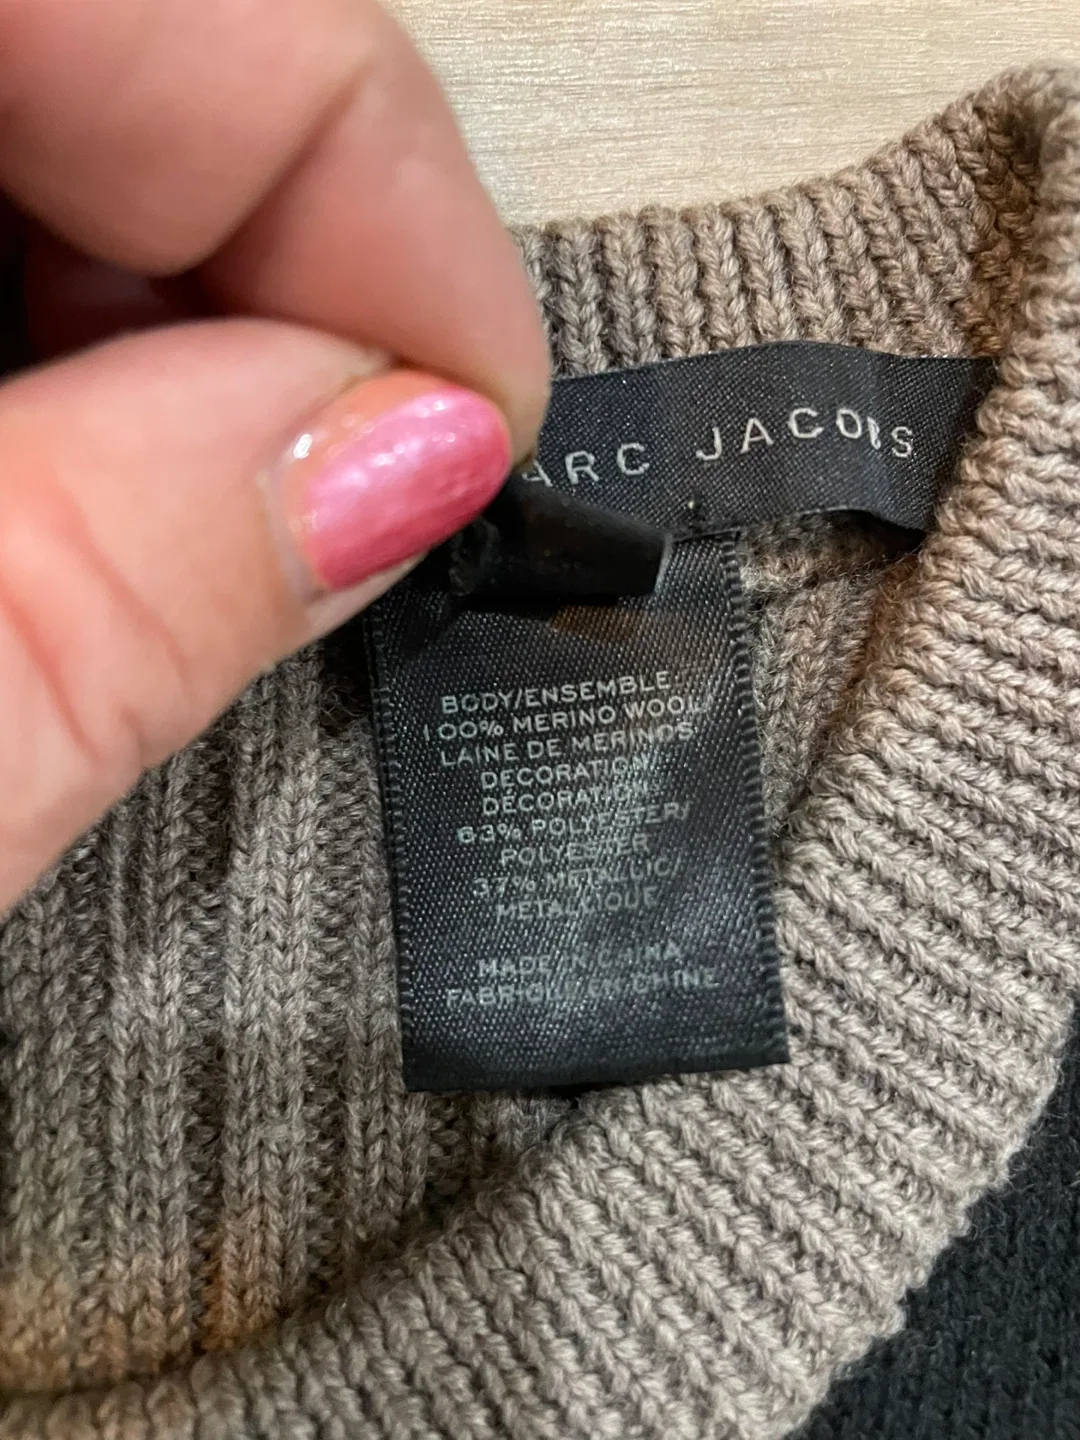 ARC JACOBS
BODY/ENSEMBLE:
100% MERINO WOOL/
LAINE DE MERINOS
DECORATION/
DÉCORATION:
63% POLYESTER/
POLYESTER
37% METALLIC/
METALLIQUE
MADE IN CHINA
FABRIQUÉ EN CHINE